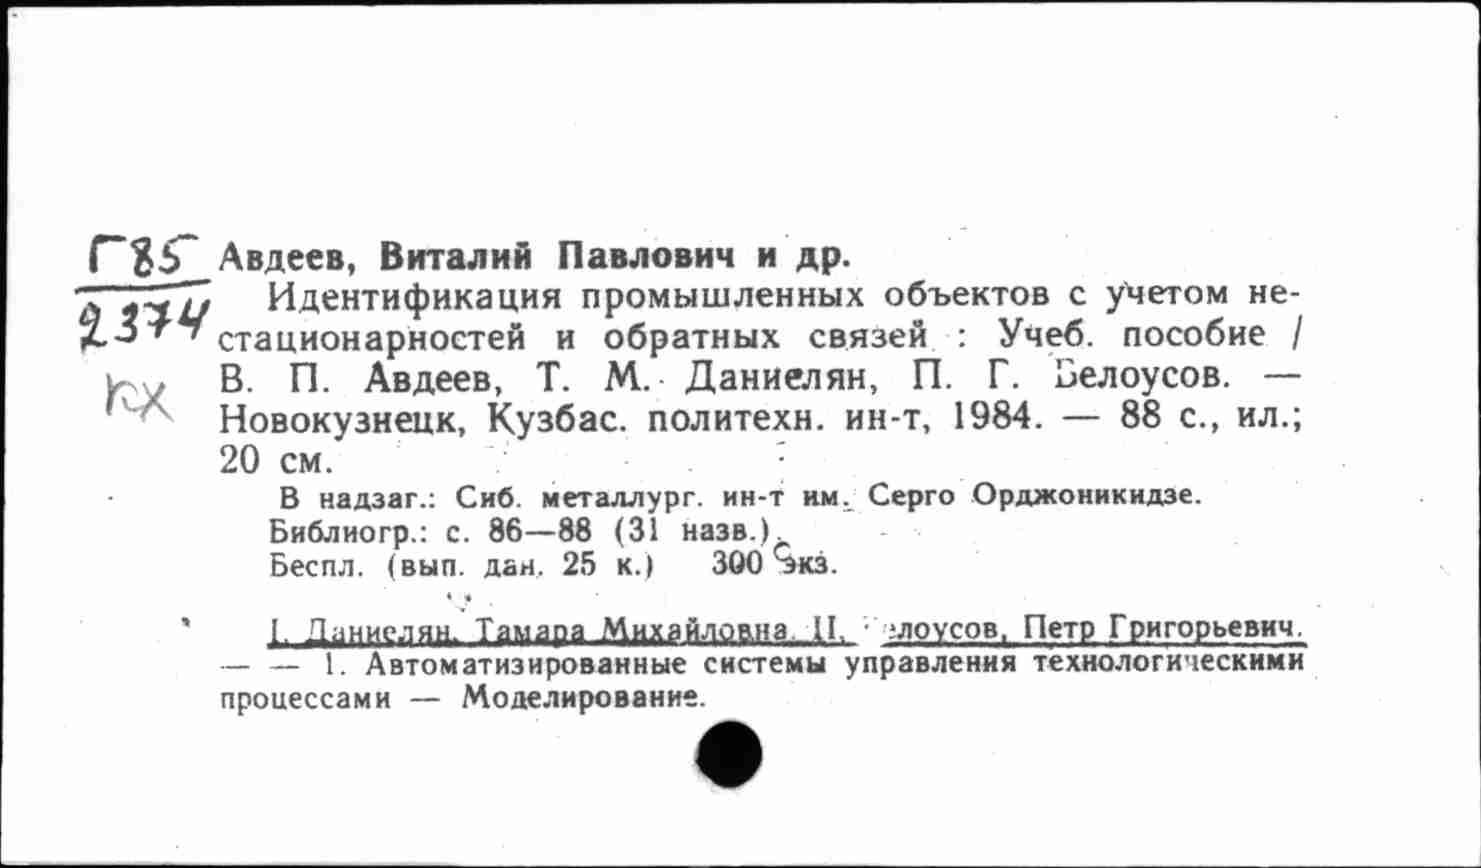 Г85
2374
кх
Авдеев, Виталий Павлович и др.
Идентификация промышленных объектов с учетом не-
стационарностей и обратных связей : Учеб. пособие /
В. П. Авдеев, Т. М. Даниелян, П. Г. Белоусов. —
Новокузнецк, Кузбас. политехн. ин-т, 1984. — 88 с., ил.;
20 см.
В надзаг.: Сиб. металлург. ин-т им. Серго Орджоникидзе.
Библиогр.: с. 86—88 (31 назв.).
Беспл. (вып. дан. 25 к.) 300 экз.
I. Даниелян, Тамара Михайловна. II. елоусов, Петр Григорьевич.
— — 1. Автоматизированные системы управления технологическими
процессами — Моделирование.